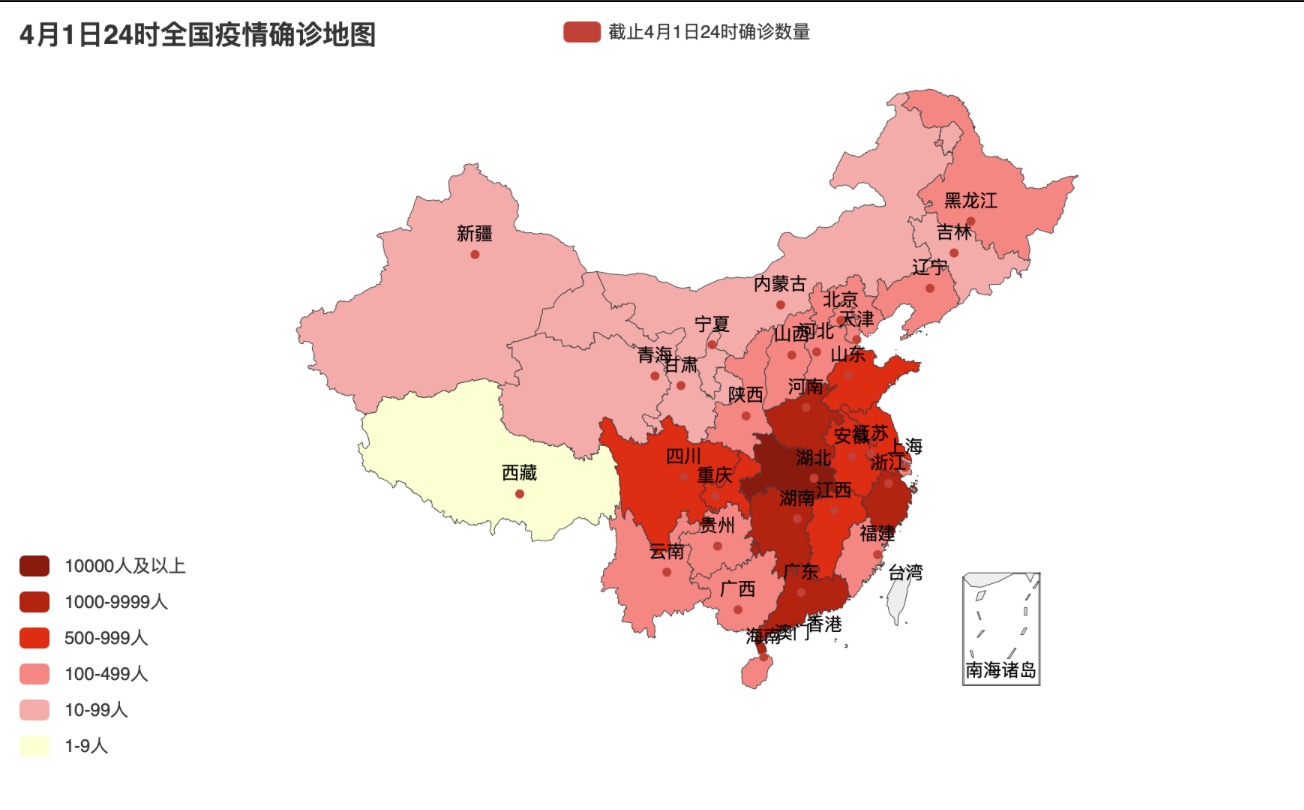 4月1日24时全国疫情确诊地图
截止4月1日24时确诊数量
黑龙江
吉林
新疆
辽宁
内蒙古
北京
天津
宁夏
山西
河北
青海
甘肃
山东
河南
陕西
安徽
江苏
上海
四川
湖北
浙江
西藏
重庆
湖南
江西
贵州
福建
云南
广东
台湾
广西
香港
海南
澳门
南海诸岛
10000人及以上
1000-9999人
500-999人
100-499人
10-99人
1-9人